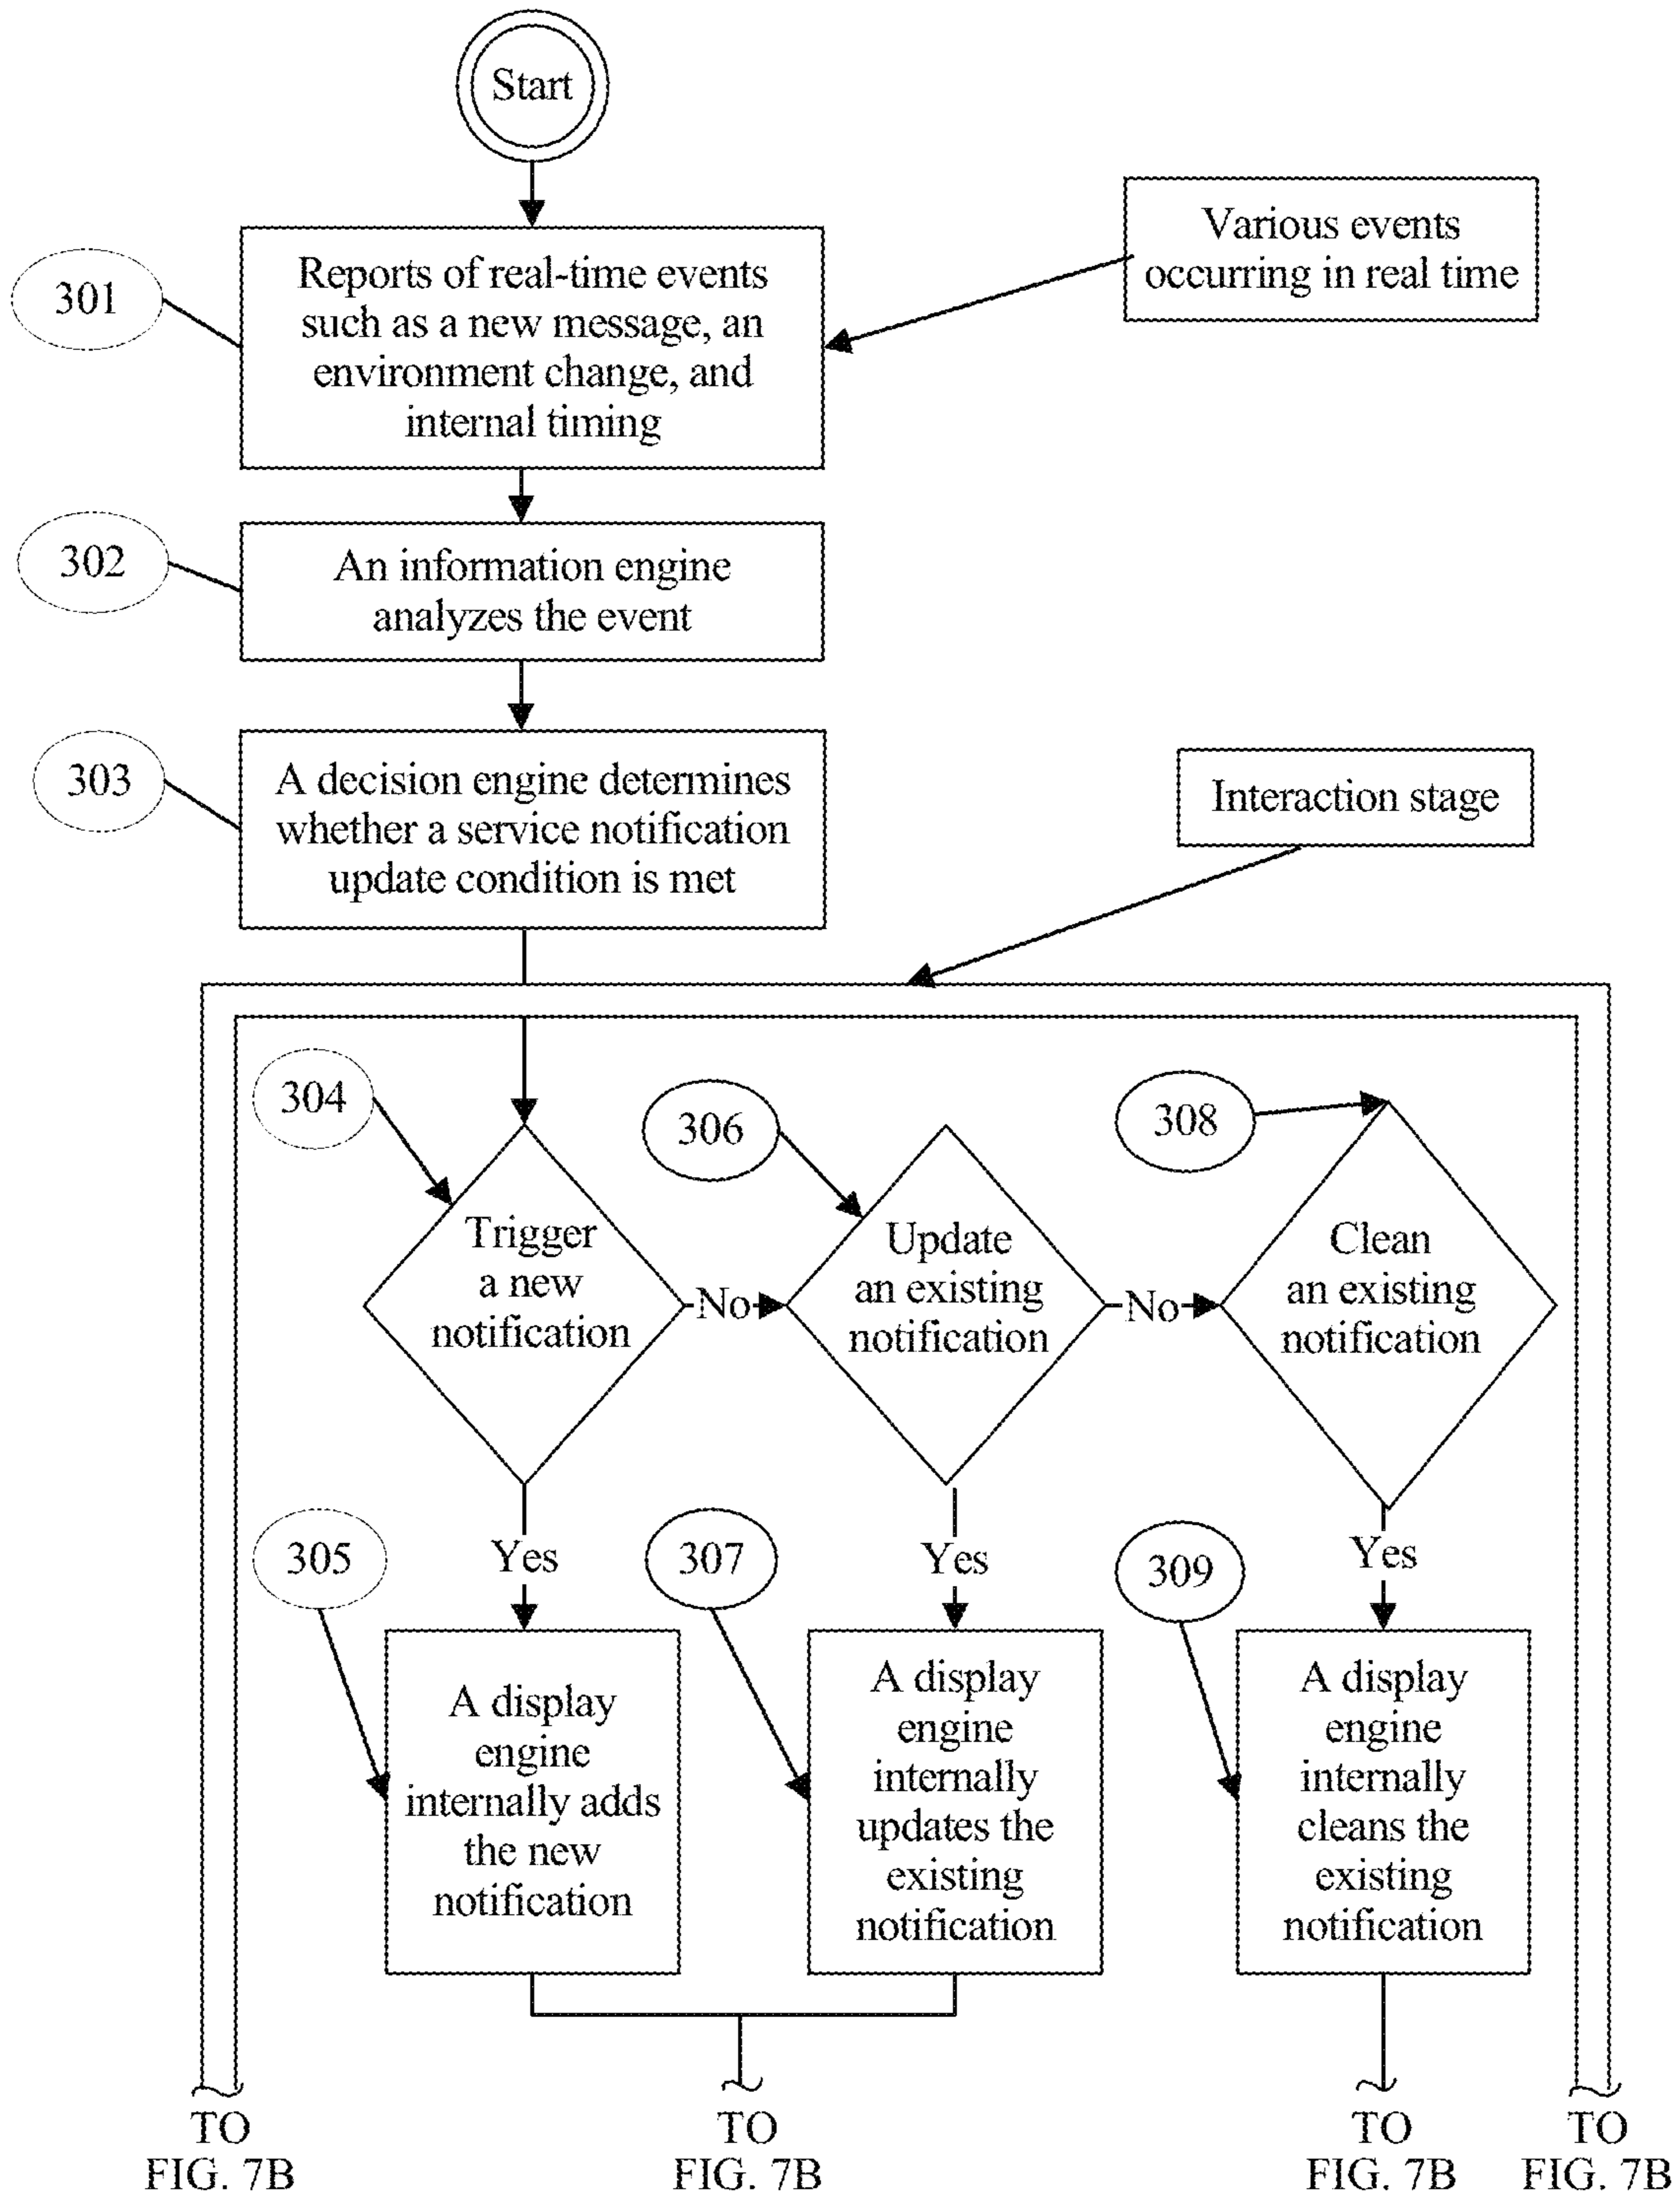 Start
Various events
occurring in real time
301
Reports of real-time events
such as a new message, an
environment change, and
internal timing
302
An information engine
analyzes the event
303
A decision engine determines
whether a service notification
update condition is met
Interaction stage
304
306
308
Trigger
a new
notification
No
Update
an existing
notification
No
Clean
an existing
notification
305
Yes
307
Yes
309
Yes
A display
engine
internally adds
the new
notification
A display
engine
internally
updates the
existing
notification
A display
engine
internally
cleans the
existing
notification
TO
FIG. 7B
TO
FIG. 7B
TO
FIG. 7B
TO
FIG. 7B